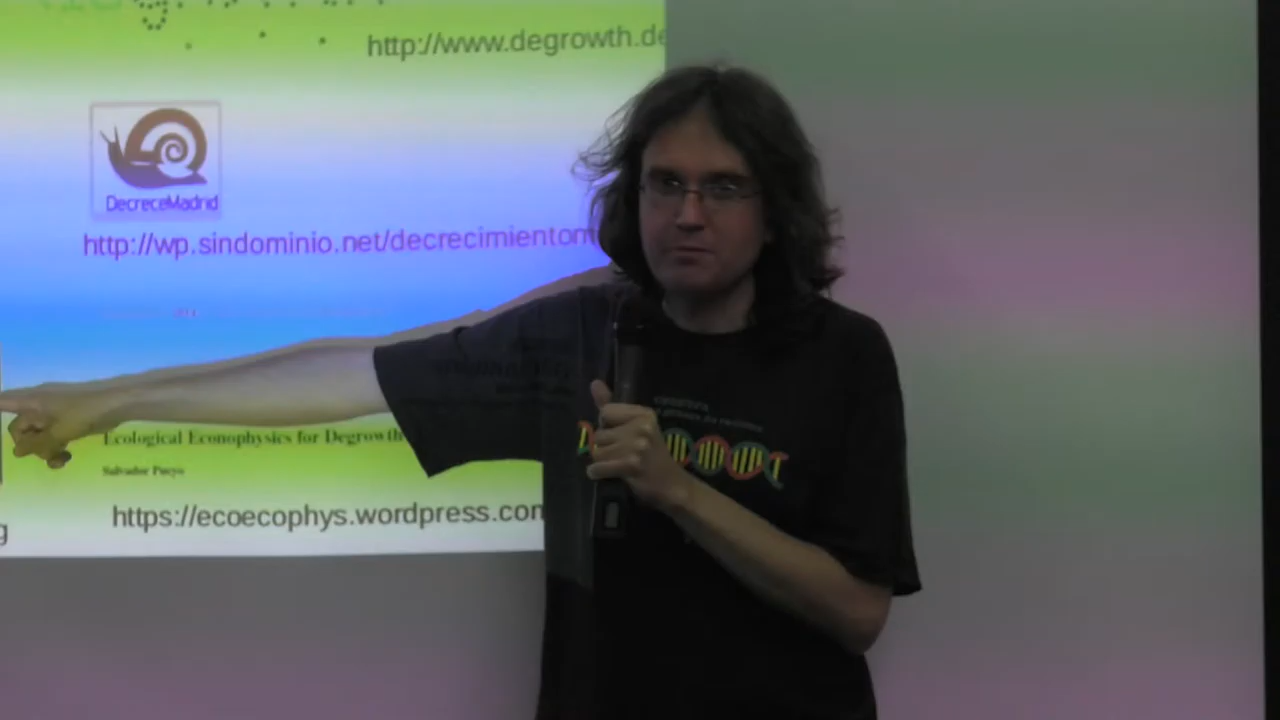 http://www.degrowth.de
DecreceMadrid
http://wp.sindominio.net/decrecimientom
Ecological Econophysics for Degrowth
Salvador Pueyo
https://ecoecophys.wordpress.com
g